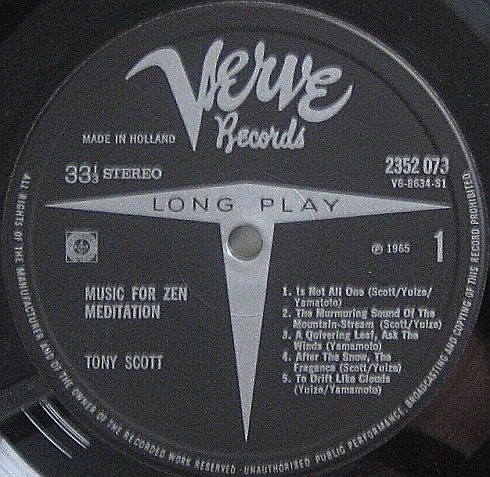 Verve
Records
MADE IN HOLLAND
33⅓ STEREO
2352 073
V6-8634-S1
LONG PLAY
℗ 1965
1
MUSIC FOR ZEN
MEDITATION
TONY SCOTT
1. Is Not All One (Scott/Yuize/
Yamatoto)
2. The Murmuring Sound Of The
Mountain-Stream (Scott/Yuize)
3. A Quivering Leaf, Ask The
Winds (Yamamoto)
4. After The Snow, The
Fragance (Scott/Yuize)
5. To Drift Like Clouds
(Yuize/Yamamoto)
ALL RIGHTS OF THE MANUFACTURER AND OF THE OWNER OF THE RECORDED WORK RESERVED - UNAUTHORISED PUBLIC PERFORMANCE, BROADCASTING AND COPYING OF THIS RECORD PROHIBITED.